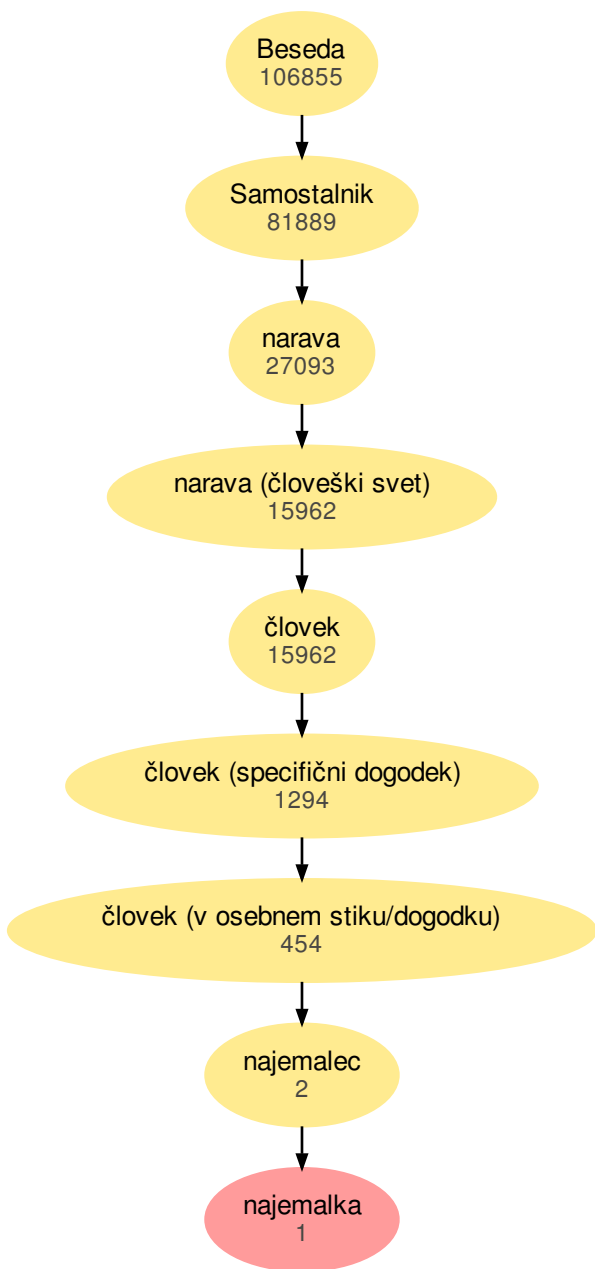 Beseda
106855
Samostalnik
81889
narava
27093
narava (človeški svet)
15962
človek
15962
človek (specifični dogodek)
1294
človek (v osebnem stiku/dogodku)
454
najemalec
2
najemalka
1